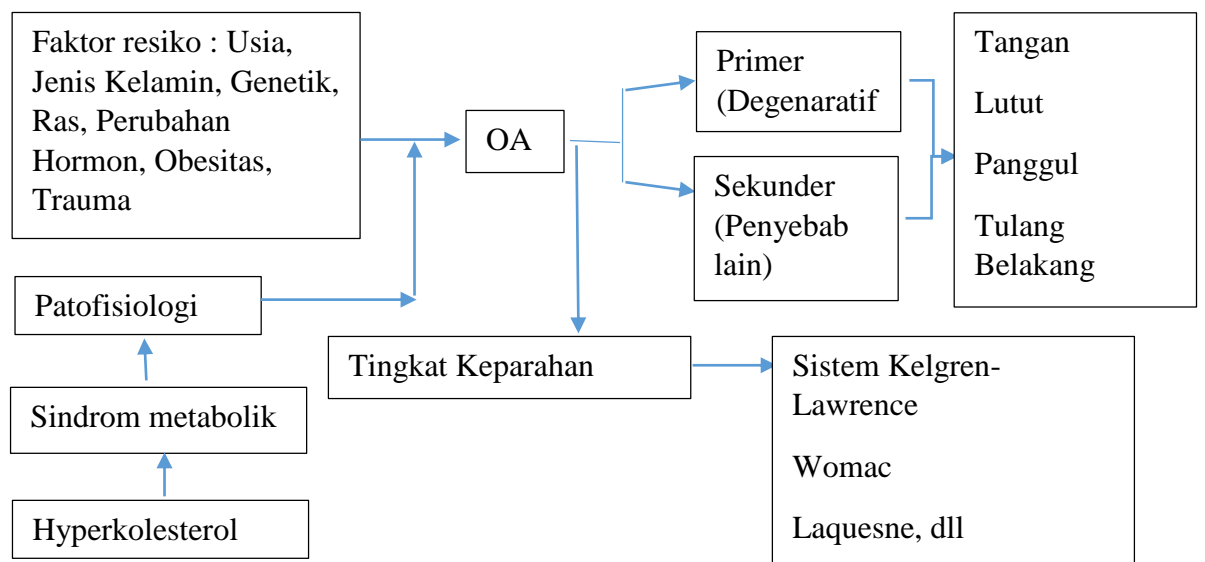 Faktor resiko : Usia,
Jenis Kelamin, Genetik,
Ras, Perubahan
Hormon, Obesitas,
Trauma
OA
Primer
(Degenaratif
Sekunder
(Penyebab
lain)
Tangan
Lutut
Panggul
Tulang
Belakang
Patofisiologi
Sindrom metabolik
Hyperkolesterol
Tingkat Keparahan
Sistem Kelgren-
Lawrence
Womac
Laquesne, dll